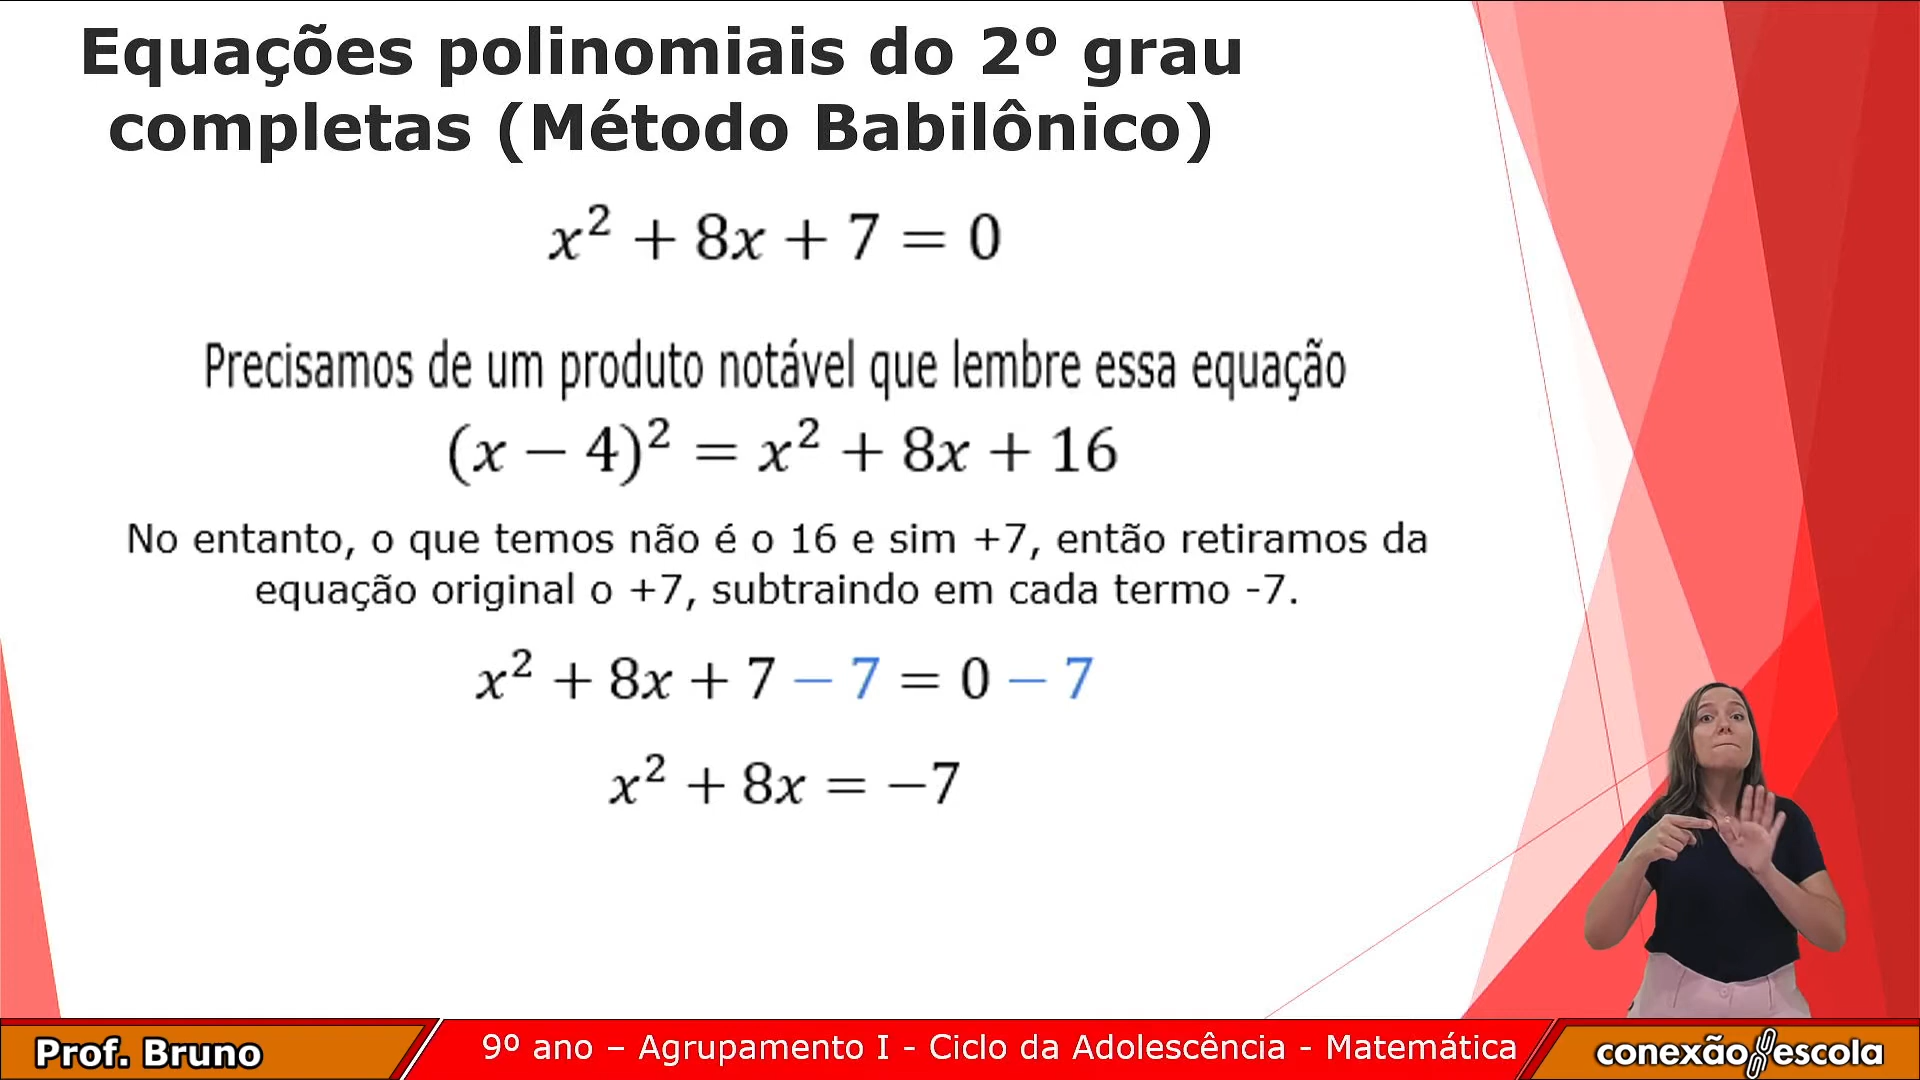 Equações polinomiais do 2º grau
completas (Método Babilônico)
x² + 8x + 7 = 0
Precisamos de um produto notável que lembre essa equação
(x − 4)² = x² + 8x + 16
No entanto, o que temos não é o 16 e sim +7, então retiramos da
equação original o +7, subtraindo em cada termo -7.
x² + 8x + 7 − 7 = 0 − 7
x² + 8x = −7
Prof. Bruno
9º ano – Agrupamento I - Ciclo da Adolescência - Matemática
conexão escola